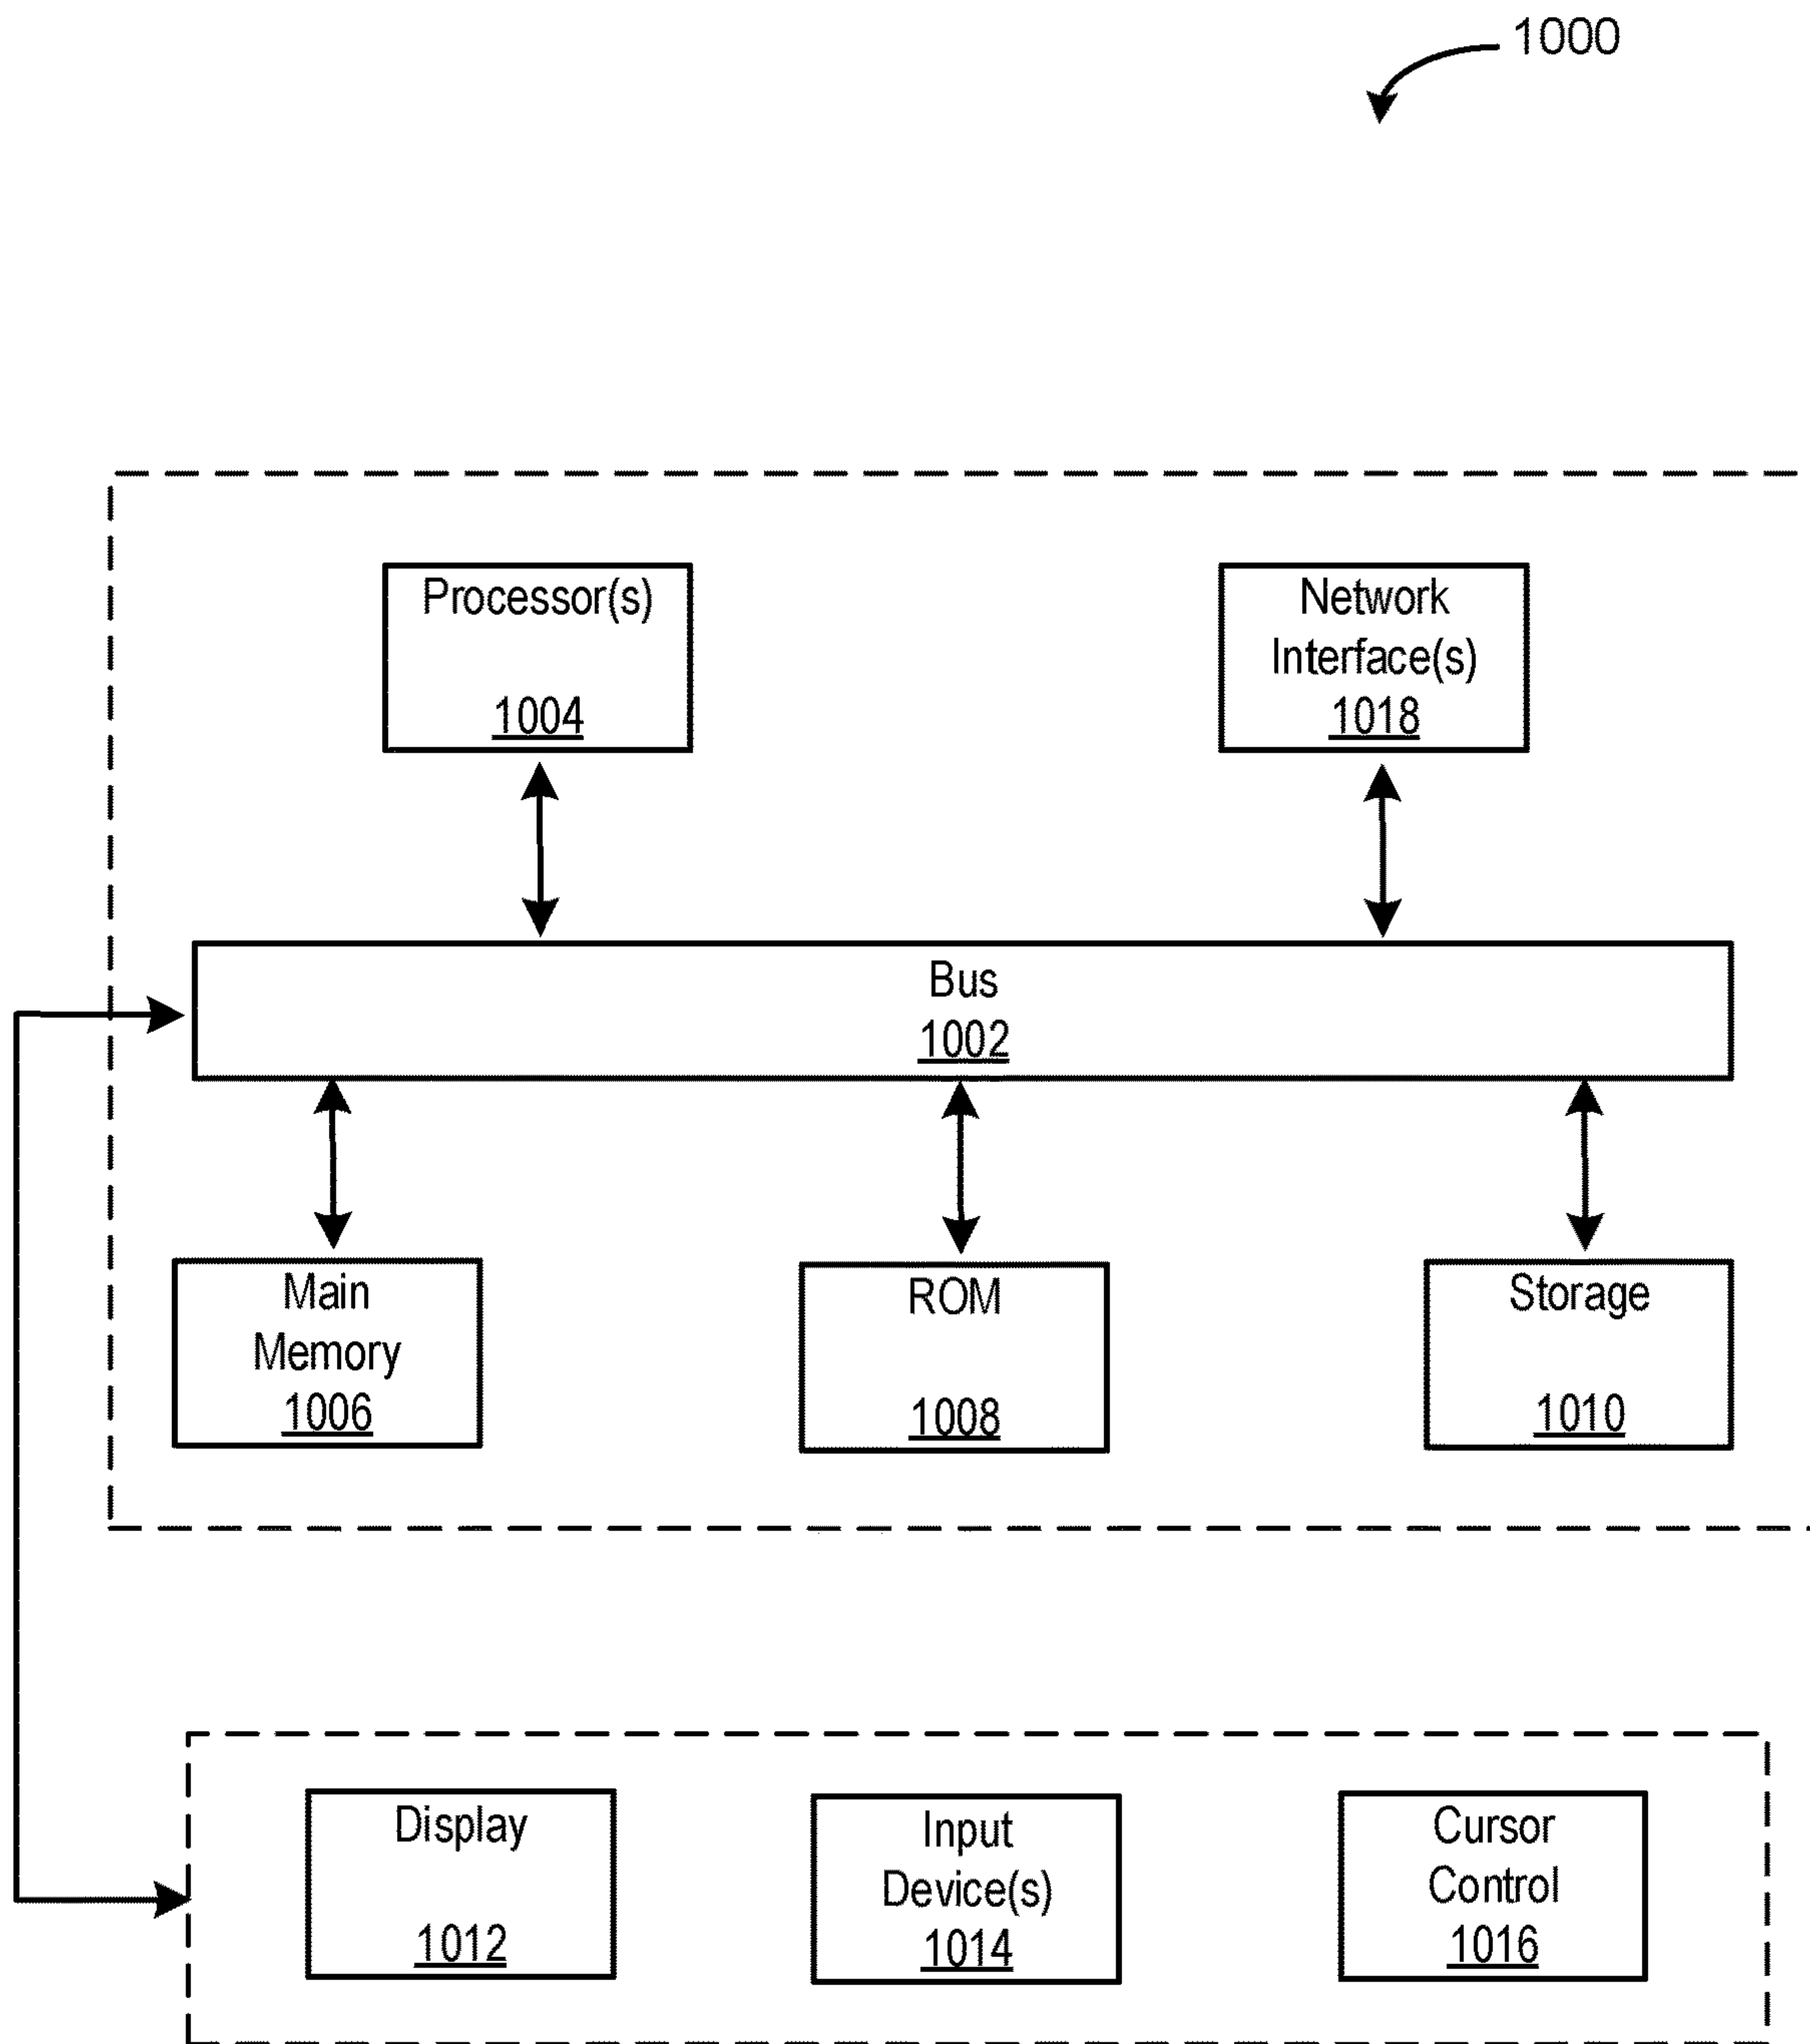 1000
Processor(s)
1004
Network
Interface(s)
1018
Bus
1002
Main
Memory
1006
ROM
1008
Storage
1010
Display
1012
Input
Device(s)
1014
Cursor
Control
1016